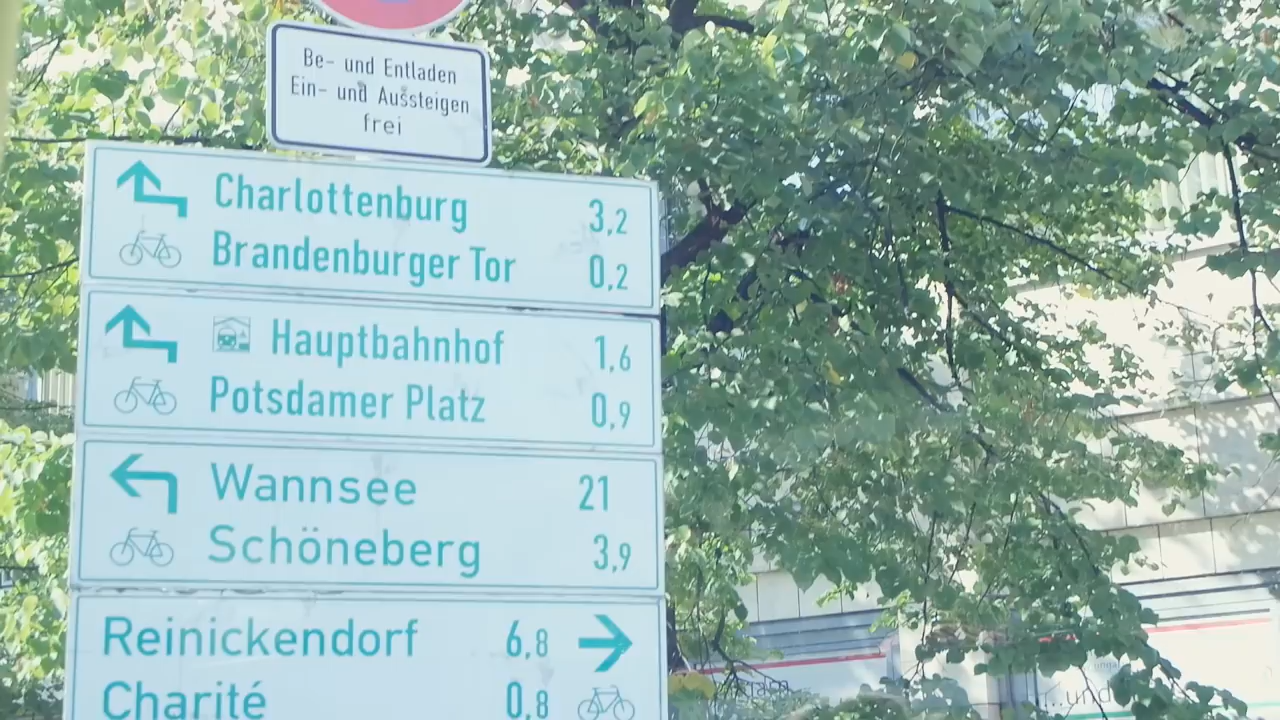 Be- und Entladen
Ein- und Aussteigen
frei
Charlottenburg 3,2
Brandenburger Tor 0,2
Hauptbahnhof 1,6
Potsdamer Platz 0,9
Wannsee 21
Schöneberg 3,9
Reinickendorf 6,8
Charité 0,8
...und